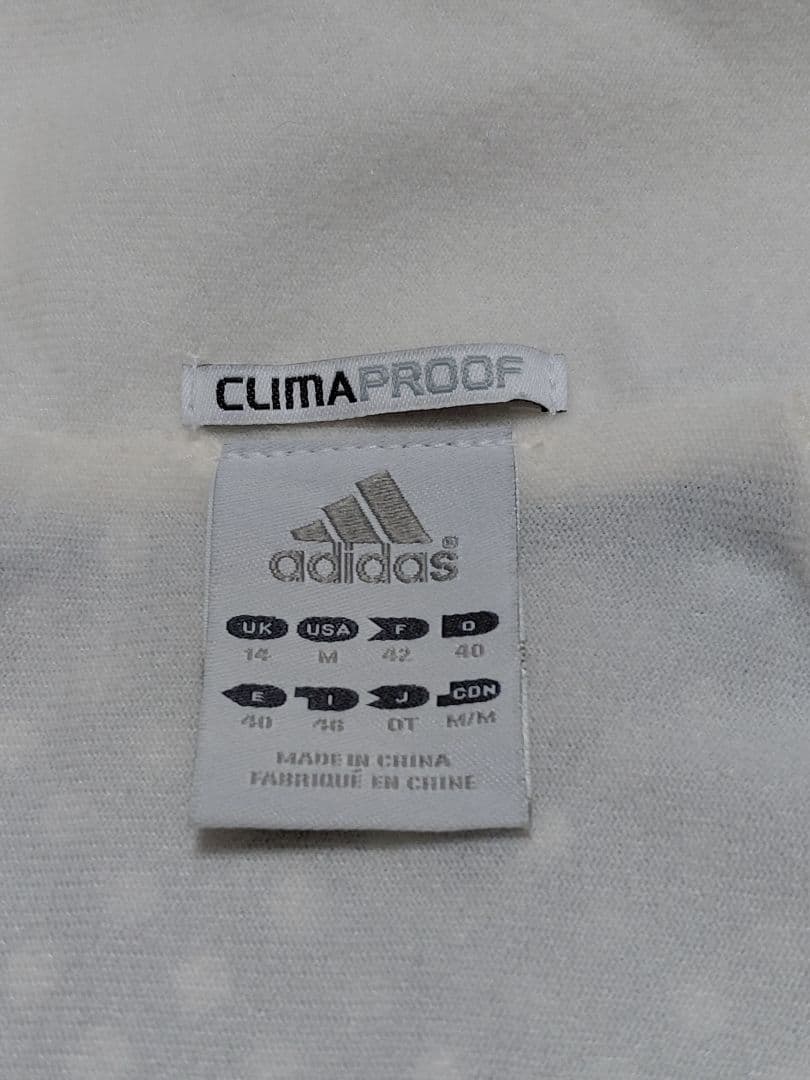 CLIMAPROOF
adidas®
UK USA F D
14 M 42 40
E I J CDN
40 46 OT M/M
MADE IN CHINA
FABRIQUÉ EN CHINE